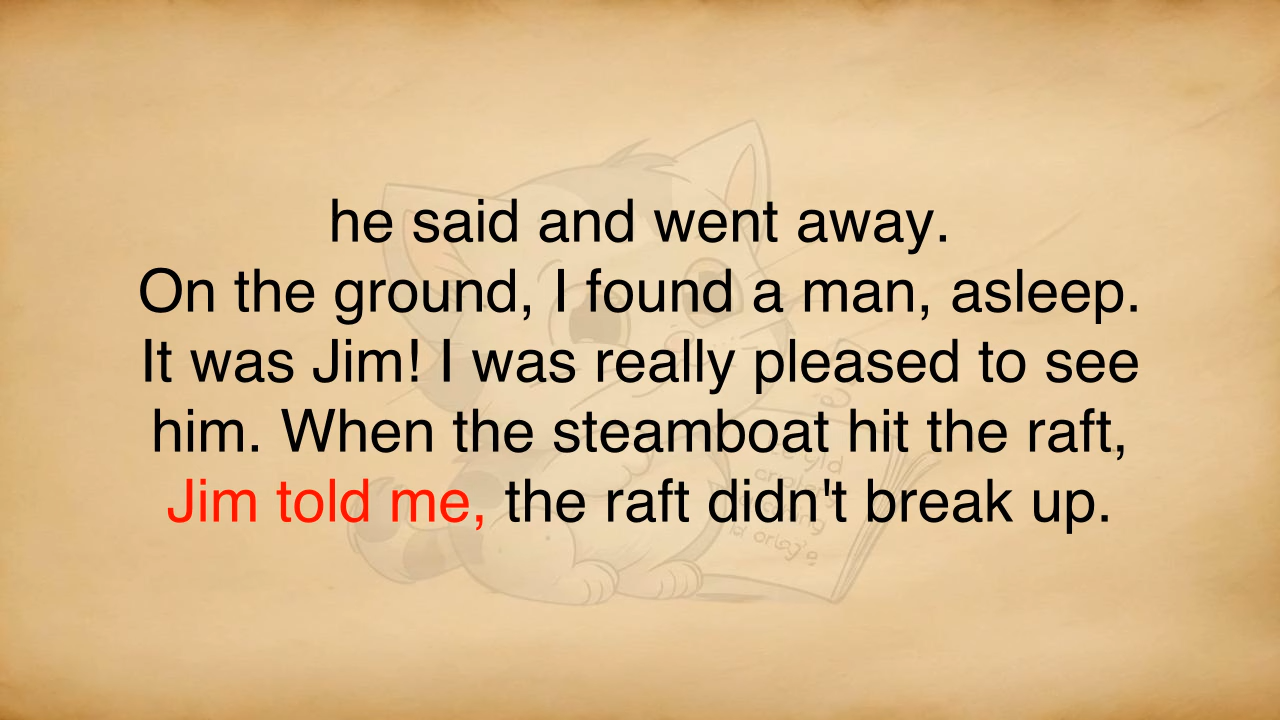 he said and went away.
On the ground, I found a man, asleep.
It was Jim! I was really pleased to see
him. When the steamboat hit the raft,
Jim told me, the raft didn't break up.